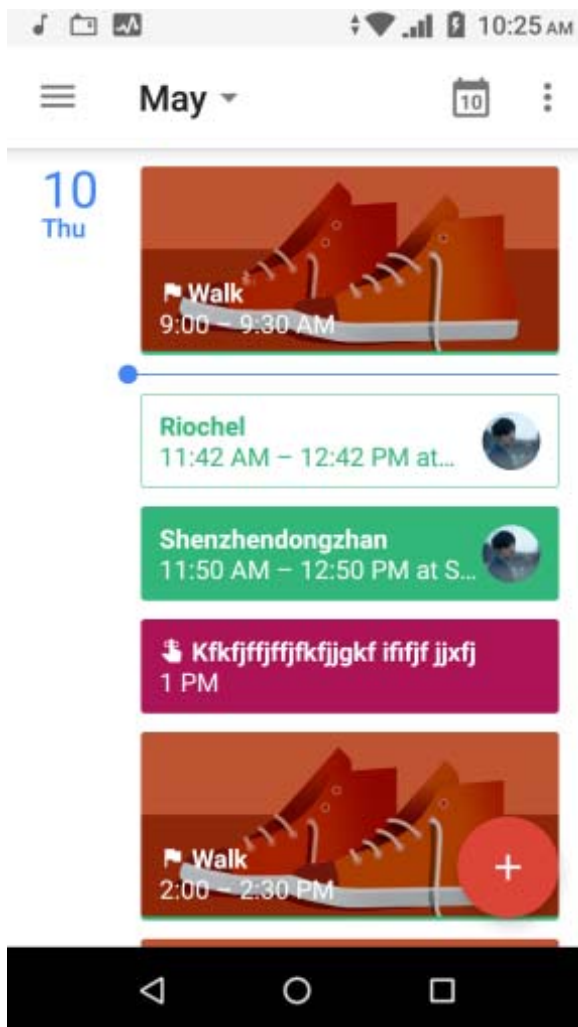 10:25 AM
May
10
10
Thu
Walk
9:00 – 9:30 AM
Riochel
11:42 AM – 12:42 PM at...
Shenzhendongzhan
11:50 AM – 12:50 PM at S...
Kfkfjffjffjfkfjjgkf ififjf jjxfj
1 PM
Walk
2:00 – 2:30 PM